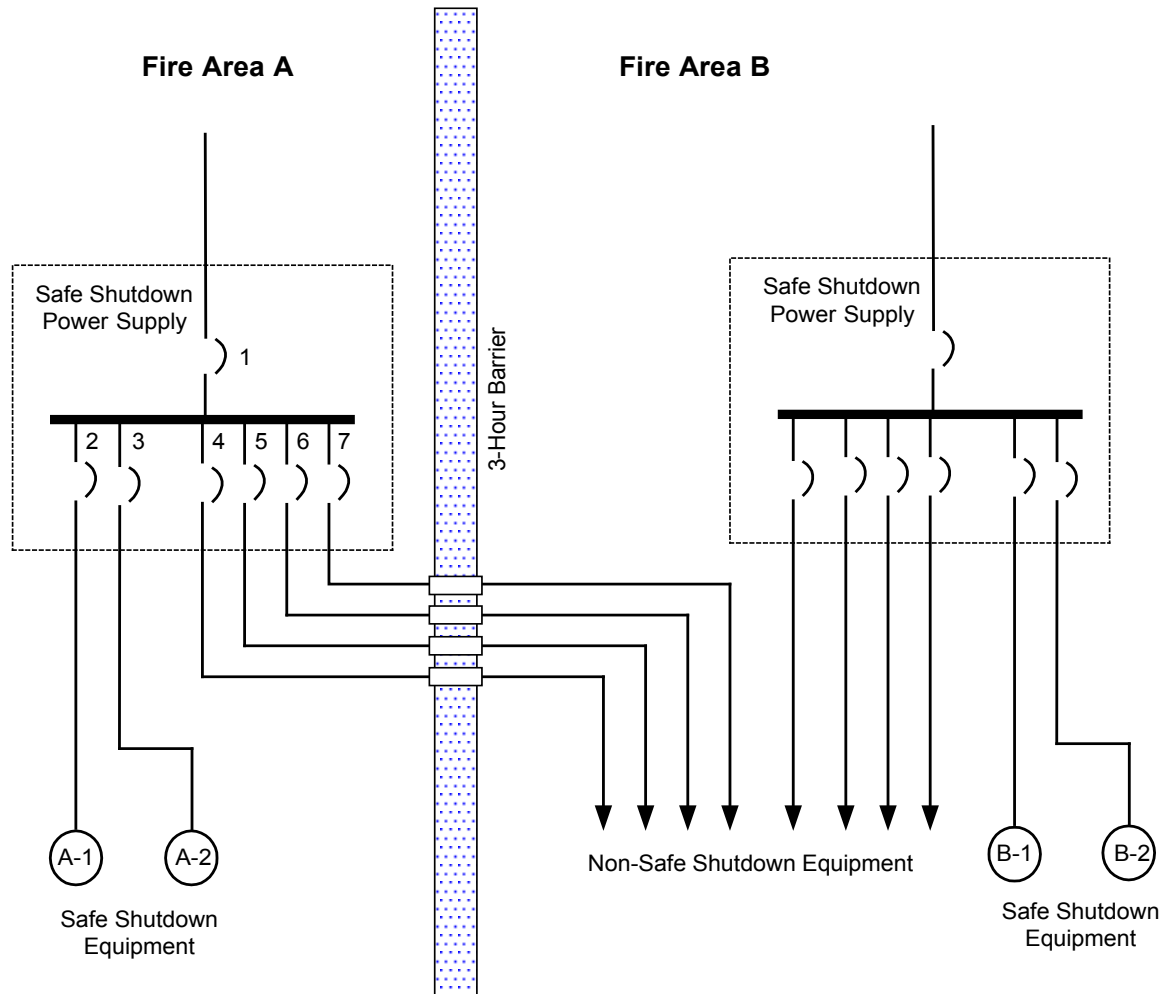 Fire Area A
Fire Area B
Safe Shutdown
Power Supply
1
2
3
4
5
6
7
3-Hour Barrier
Safe Shutdown
Power Supply
A-1
A-2
Safe Shutdown
Equipment
Non-Safe Shutdown Equipment
B-1
B-2
Safe Shutdown
Equipment